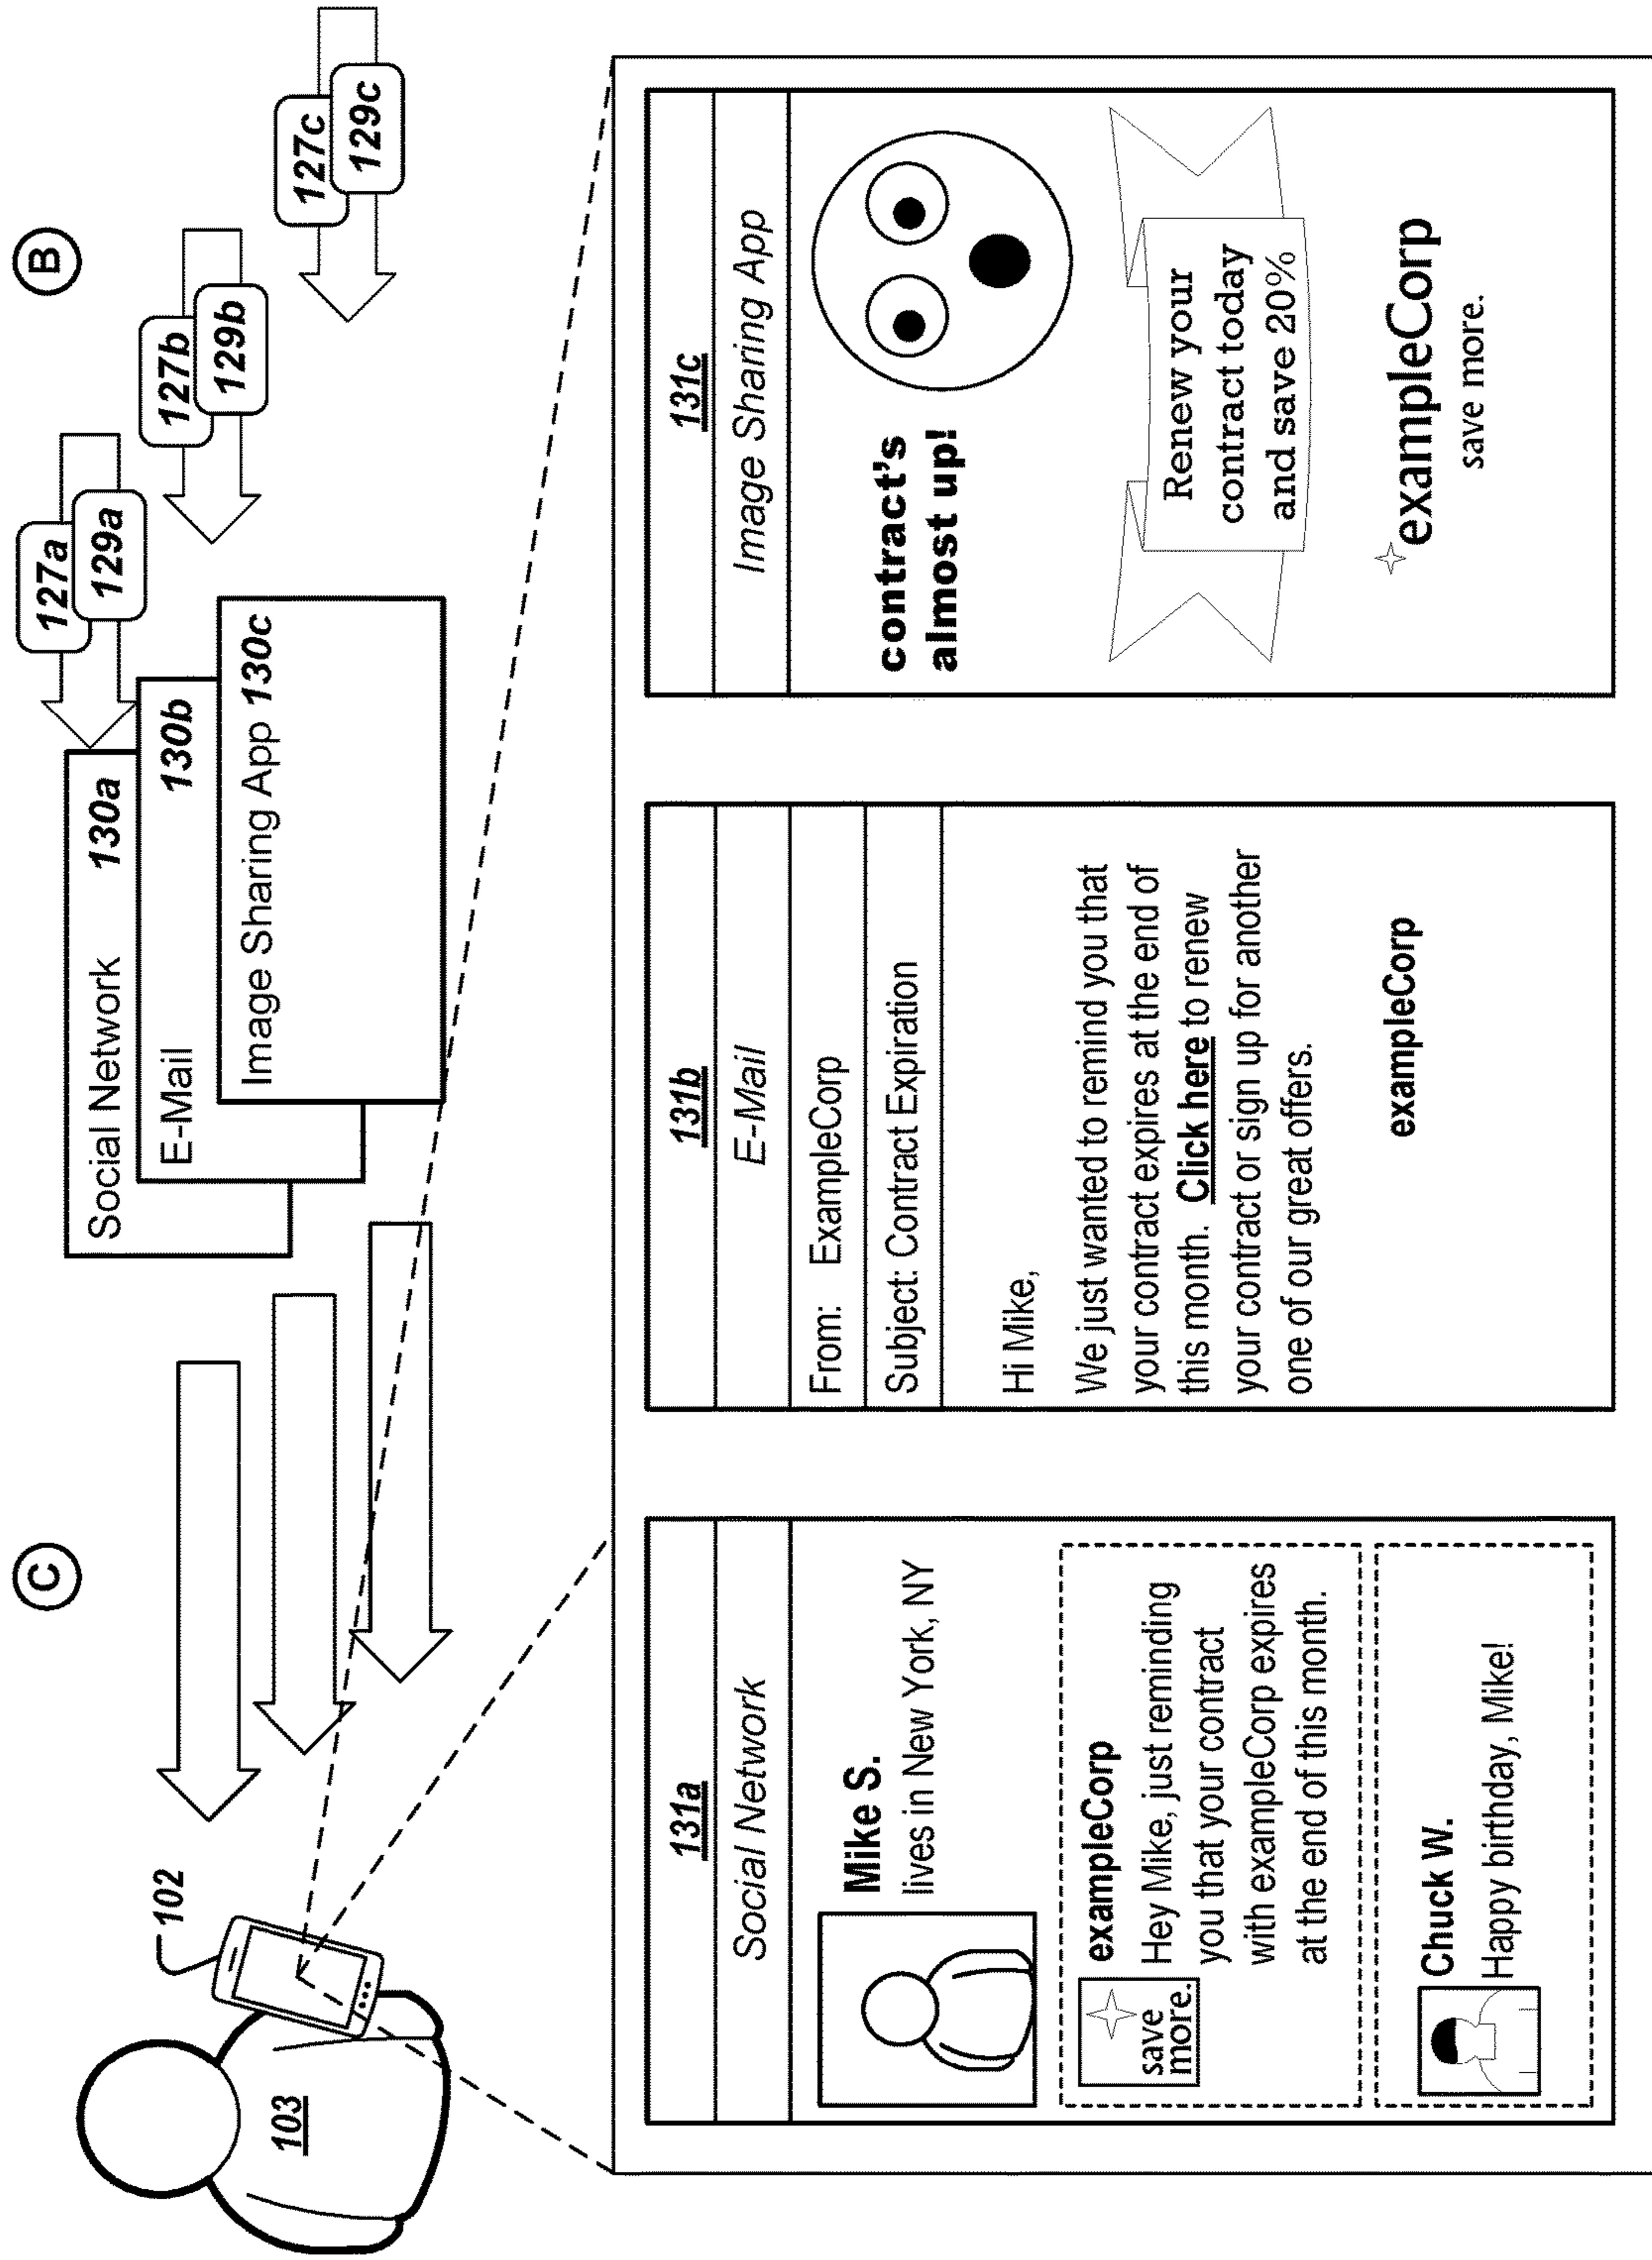 C
B
102
103
127a
129a
127b
129b
127c
129c
Social Network 130a
E-Mail 130b
Image Sharing App 130c
131a
Social Network
Mike S.
lives in New York, NY
save
more.
exampleCorp
Hey Mike, just reminding
you that your contract
with exampleCorp expires
at the end of this month.
Chuck W.
Happy birthday, Mike!
131b
E-Mail
From: ExampleCorp
Subject: Contract Expiration
Hi Mike,
We just wanted to remind you that
your contract expires at the end of
this month. Click here to renew
your contract or sign up for another
one of our great offers.
exampleCorp
131c
Image Sharing App
contract's
almost up!
Renew your
contract today
and save 20%
exampleCorp
save more.